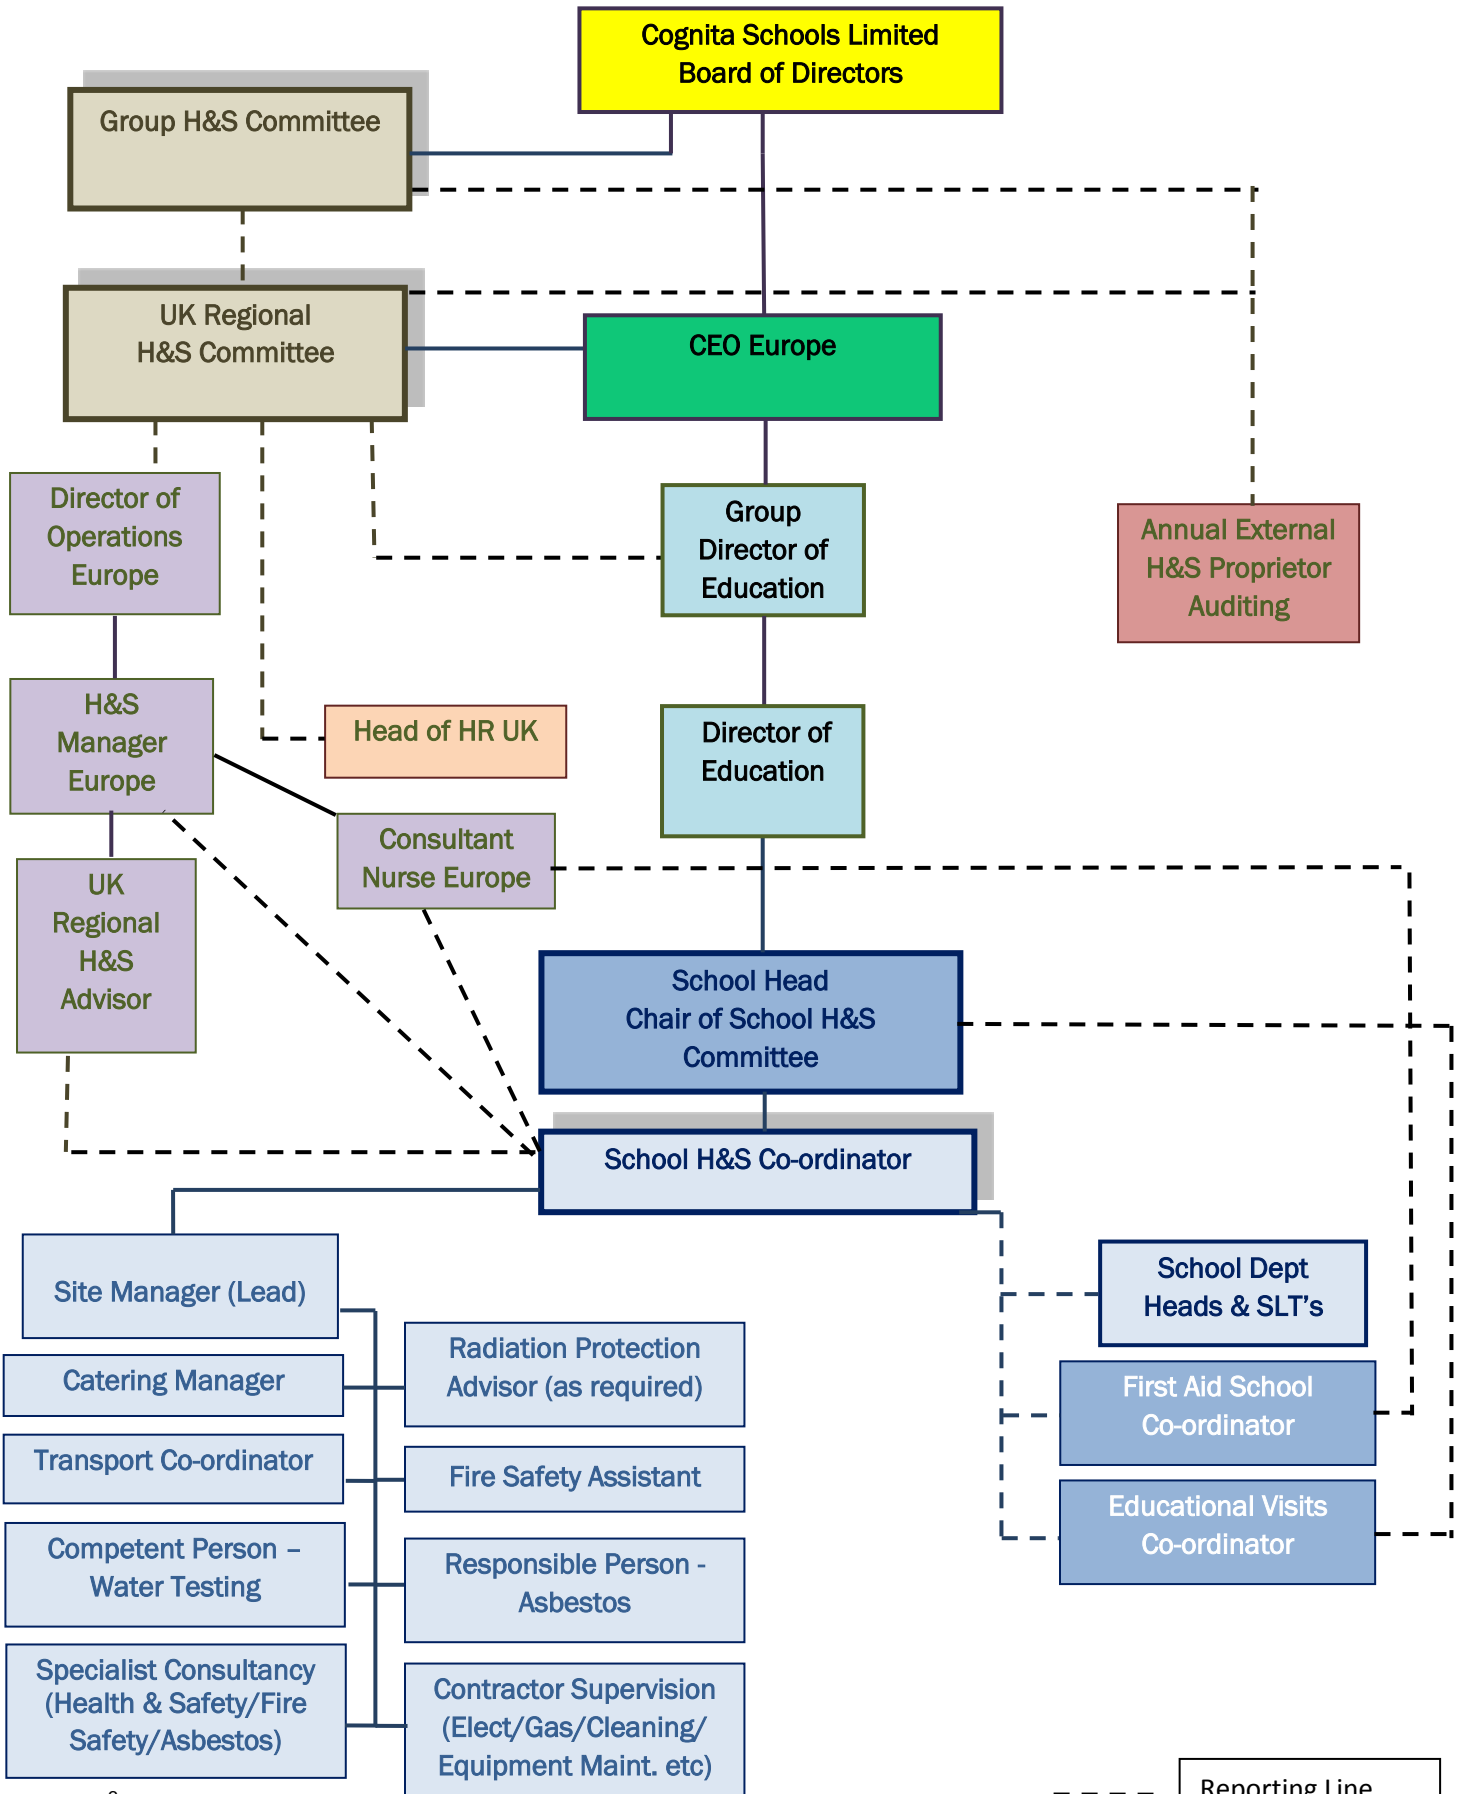 Cognita Schools Limited
Board of Directors
Group H&S Committee
UK Regional
H&S Committee
CEO Europe
Director of
Operations
Europe
Group
Director of
Education
Annual External
H&S Proprietor
Auditing
H&S
Manager
Europe
Head of HR UK
Director of
Education
Consultant
Nurse Europe
UK
Regional
H&S
Advisor
School Head
Chair of School H&S
Committee
School H&S Co-ordinator
Site Manager (Lead)
School Dept
Heads & SLT’s
Radiation Protection
Advisor (as required)
Catering Manager
First Aid School
Co-ordinator
Transport Co-ordinator
Fire Safety Assistant
Educational Visits
Co-ordinator
Competent Person –
Water Testing
Responsible Person -
Asbestos
Specialist Consultancy
(Health & Safety/Fire
Safety/Asbestos)
Contractor Supervision
(Elect/Gas/Cleaning/
Equipment Maint. etc)
Reporting Line